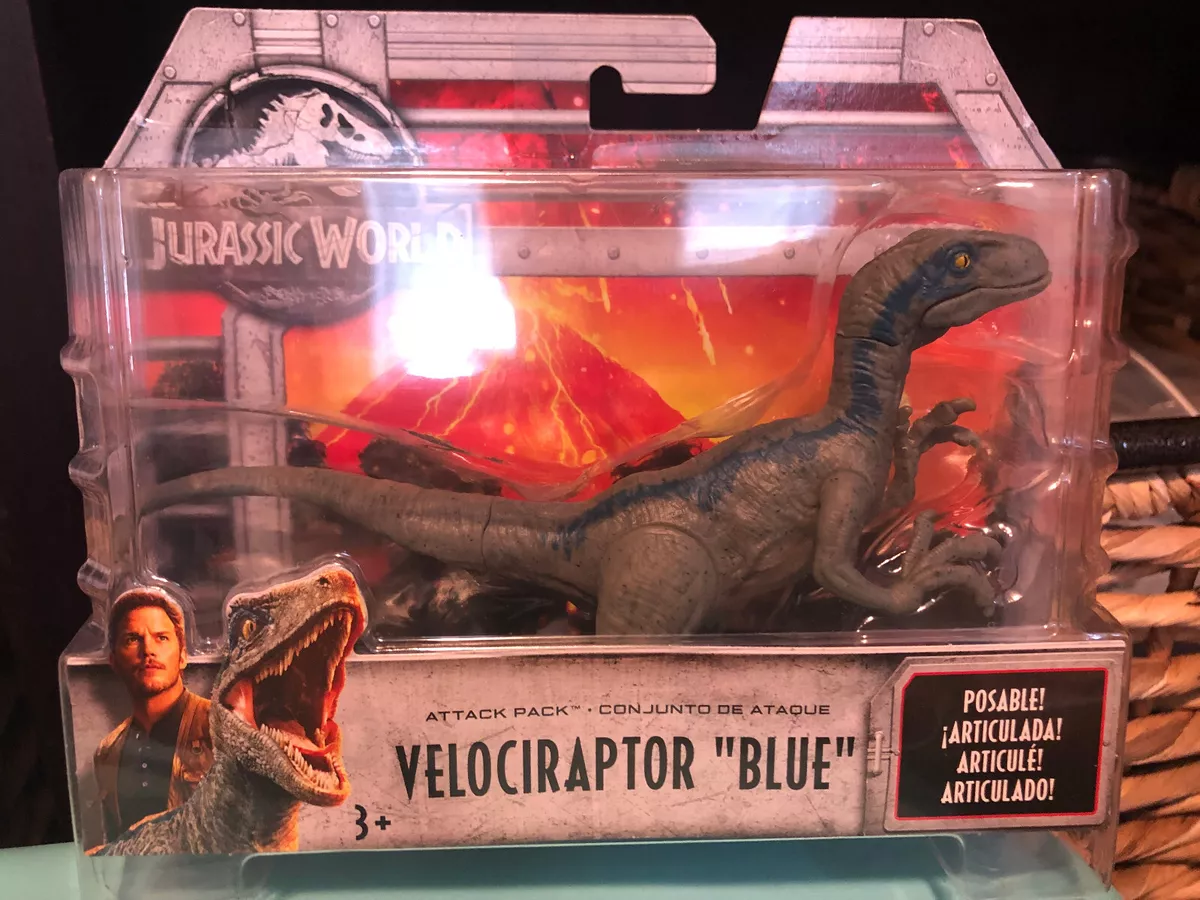 JURASSIC WORLD
ATTACK PACK™ · CONJUNTO DE ATAQUE
VELOCIRAPTOR "BLUE"
3+
POSABLE!
¡ARTICULADA!
ARTICULÉ!
ARTICULADO!